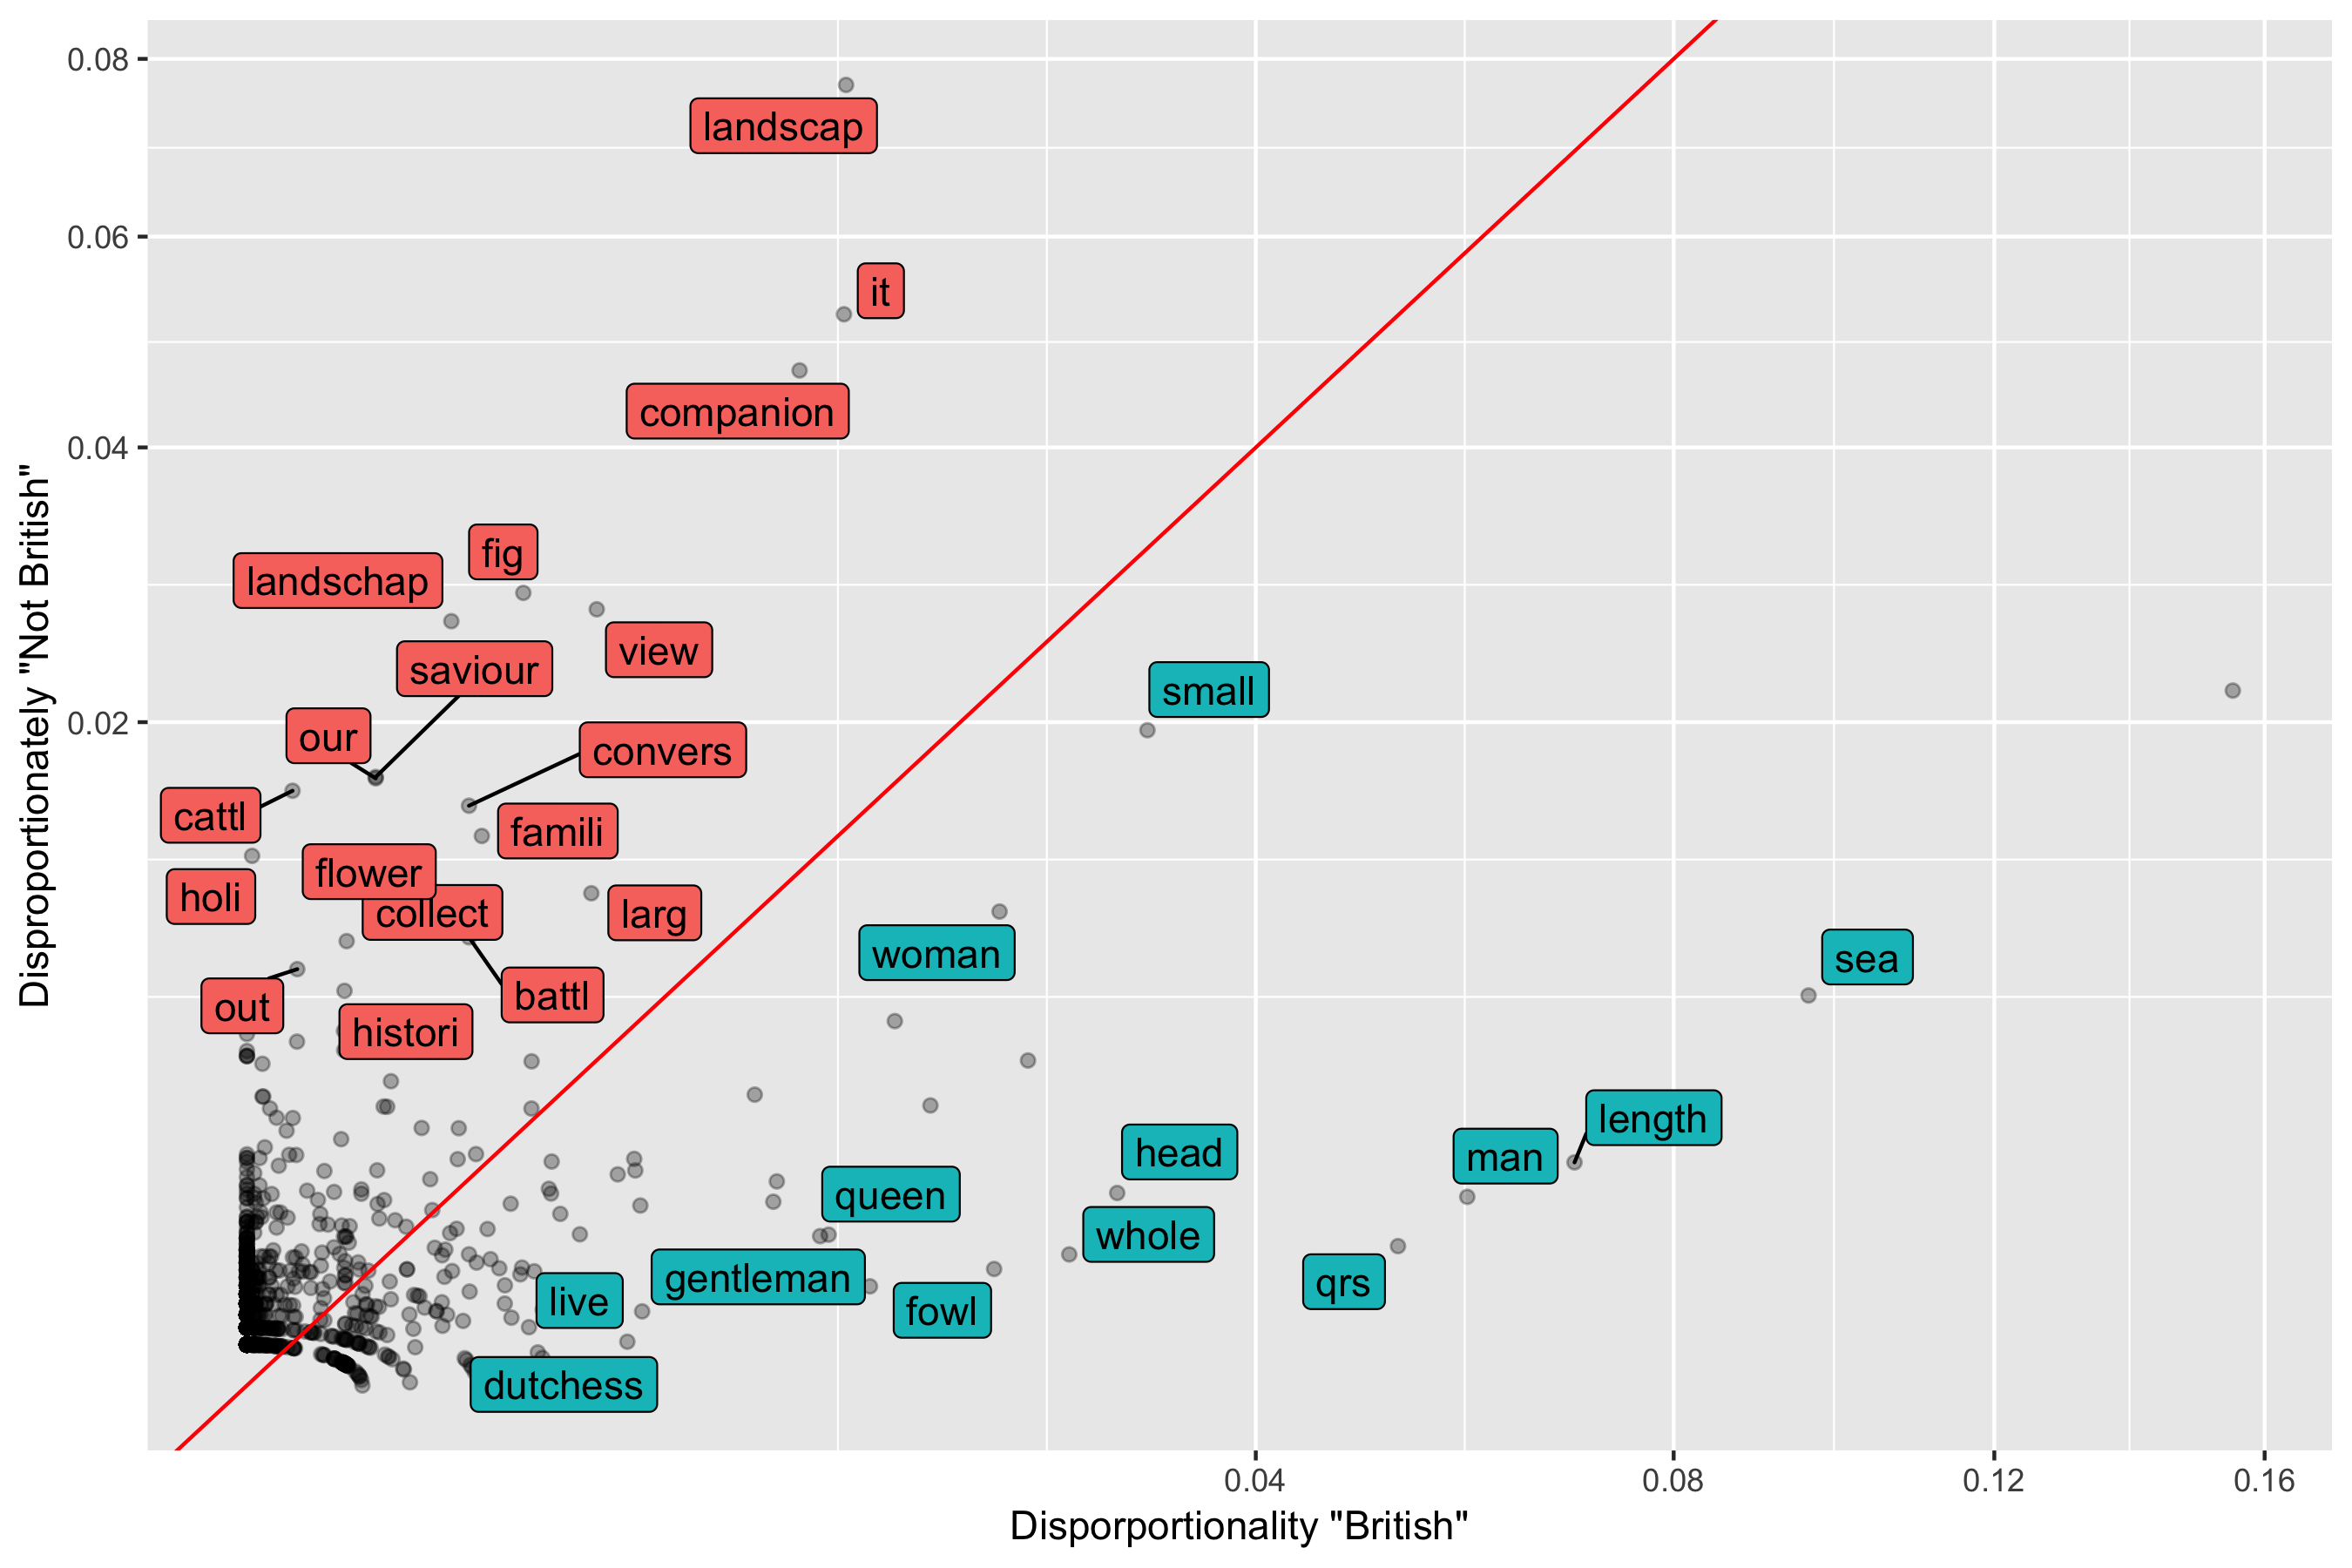 0.08
landscap
0.06
it
companion
0.04
fig
landschap
view
saviour
small
0.02
our
convers
cattl
famili
flower
holi
collect
larg
woman
sea
battl
out
histori
length
head
man
queen
whole
gentleman
qrs
live
fowl
dutchess
Disproportionately "Not British"
0.04
0.08
0.12
0.16
Disporportionality "British"